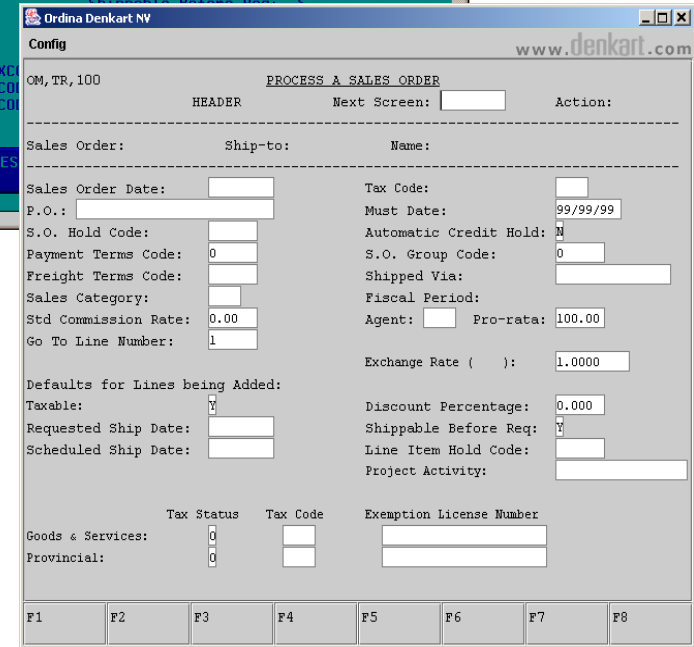 Ordina Denkart NV
Config
www.denkart.com
OM,TR,100 PROCESS A SALES ORDER
HEADER Next Screen: Action:
Sales Order: Ship-to: Name:
Sales Order Date: Tax Code:
P.O.: Must Date: 99/99/99
S.O. Hold Code: Automatic Credit Hold: N
Payment Terms Code: 0 S.O. Group Code: 0
Freight Terms Code: Shipped Via:
Sales Category: Fiscal Period:
Std Commission Rate: 0.00 Agent: Pro-rata: 100.00
Go To Line Number: 1
Exchange Rate ( ): 1.0000
Defaults for Lines being Added:
Taxable: Y Discount Percentage: 0.000
Requested Ship Date: Shippable Before Req: Y
Scheduled Ship Date: Line Item Hold Code:
Project Activity:
Tax Status Tax Code Exemption License Number
Goods & Services: 0
Provincial: 0
F1 F2 F3 F4 F5 F6 F7 F8